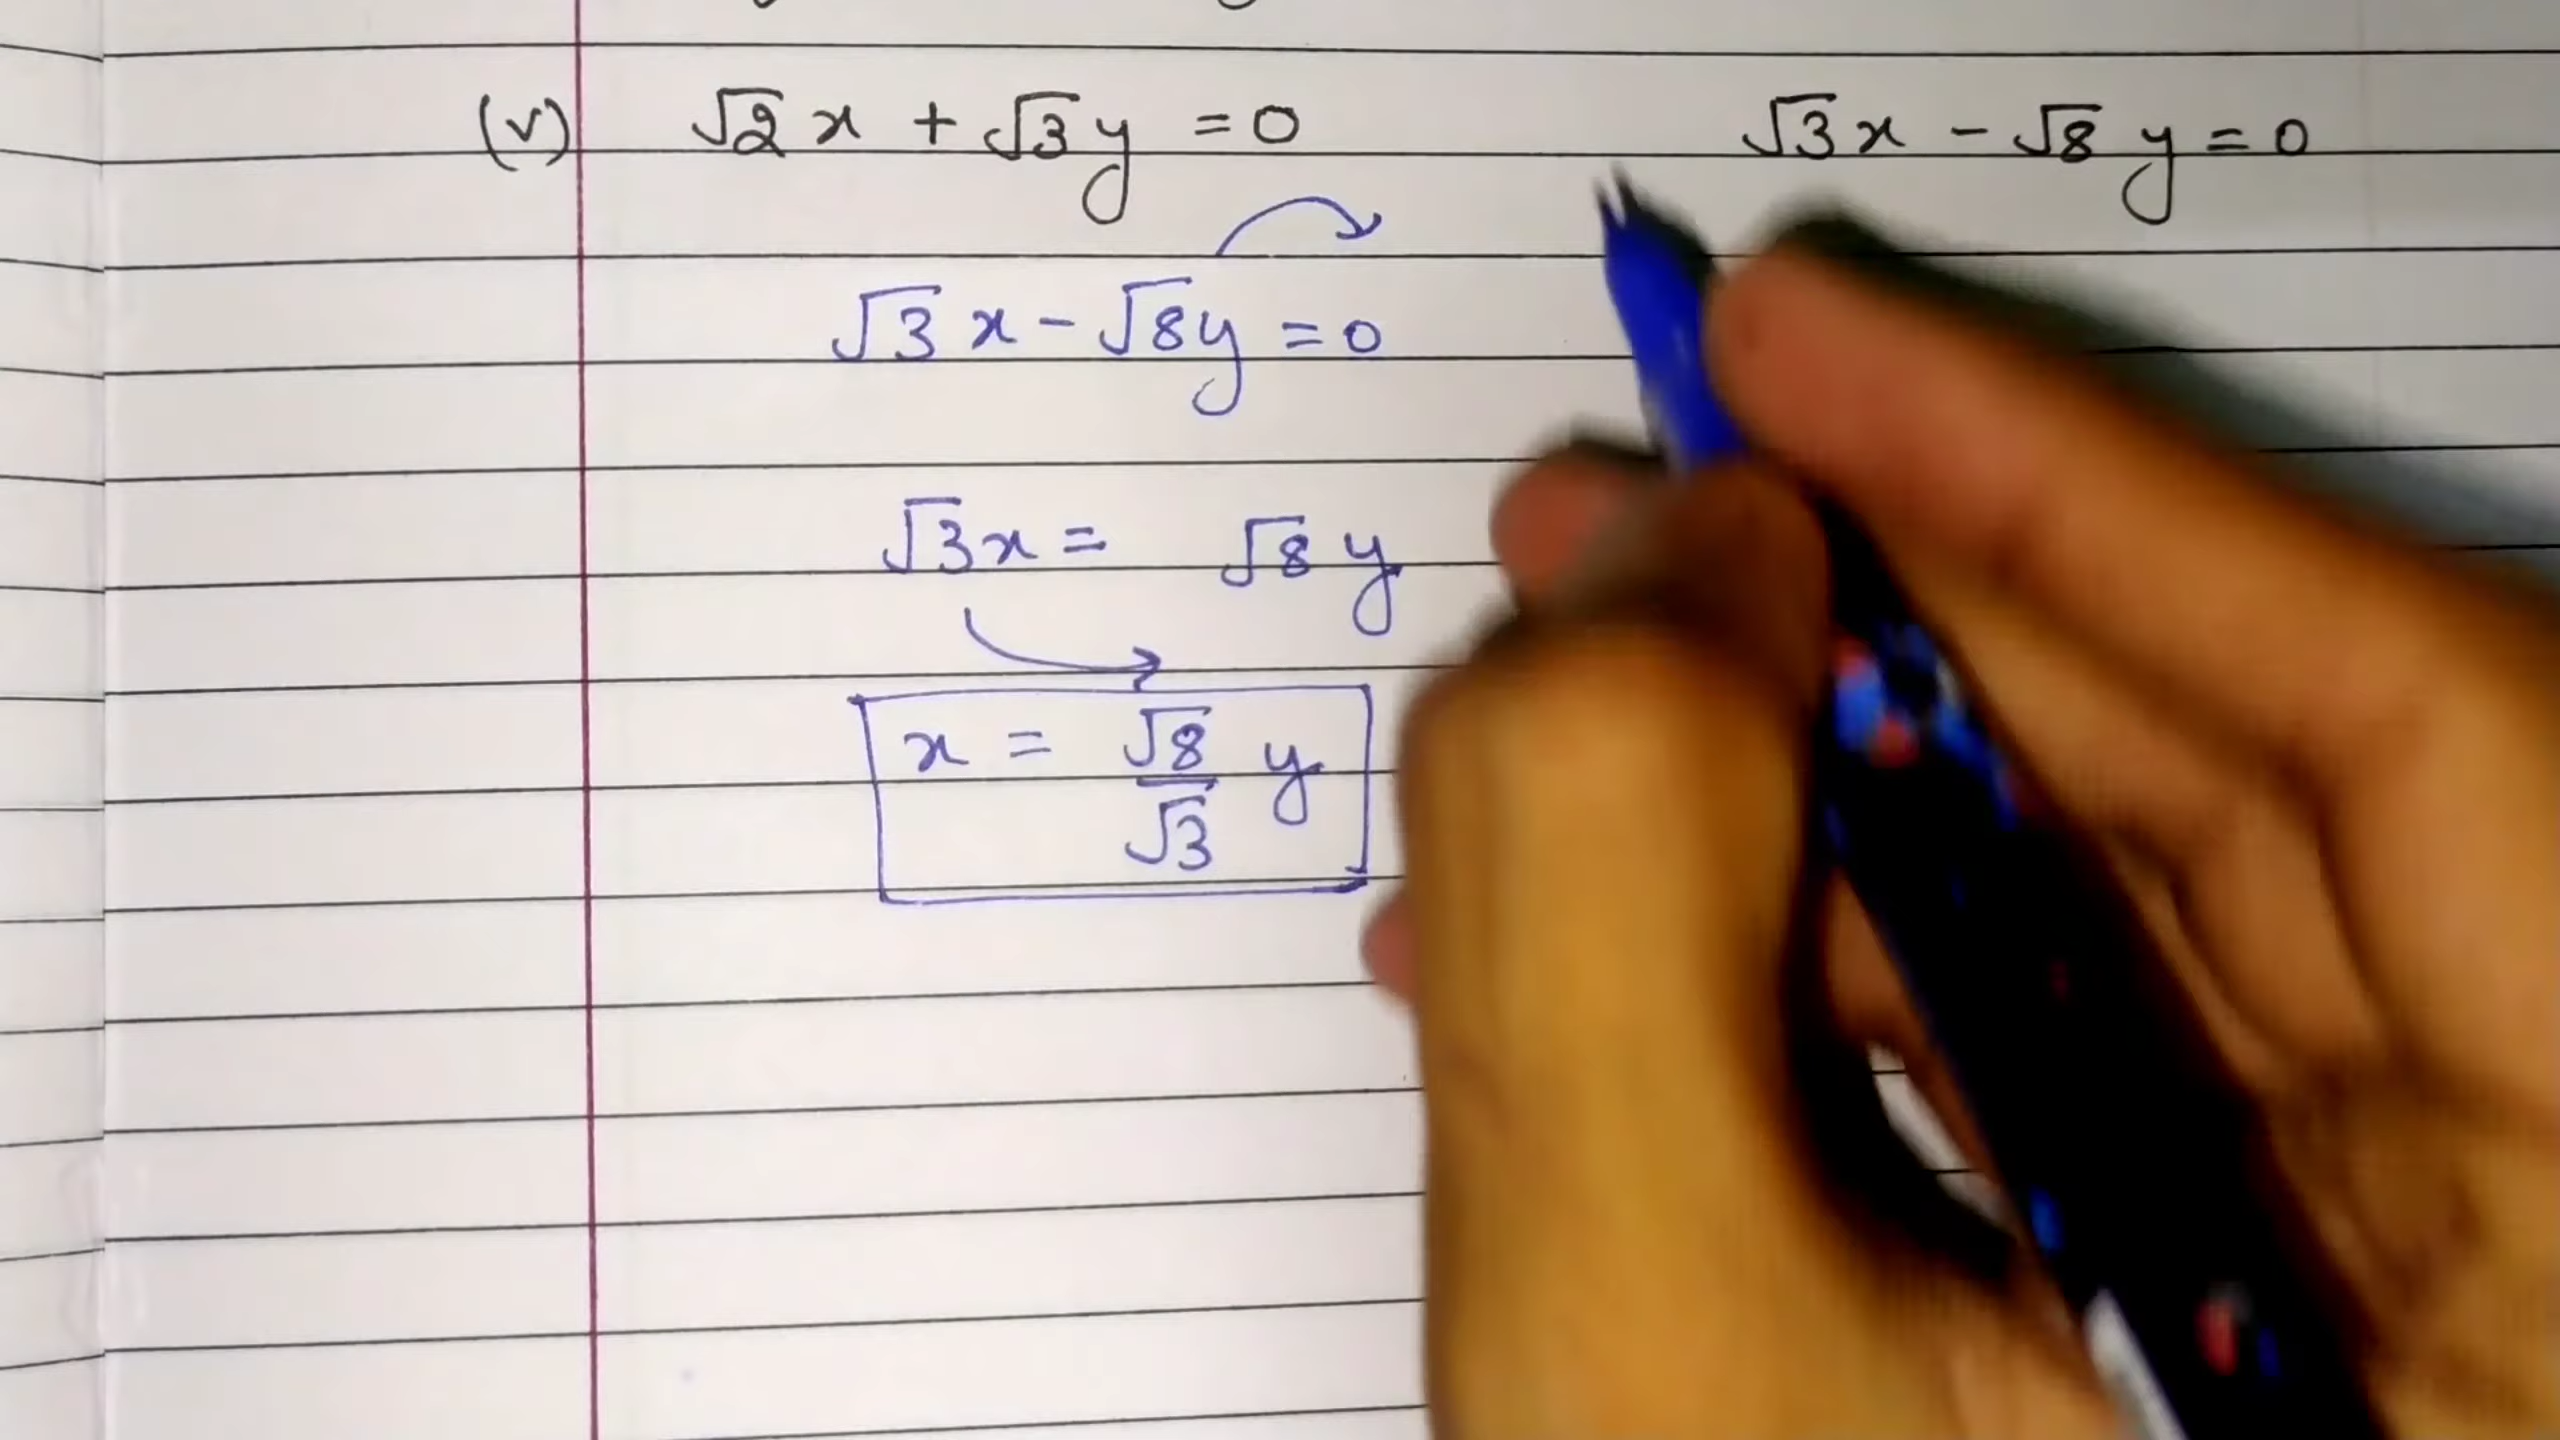 (v) √2 x + √3 y = 0 √3 x - √8 y = 0
√3 x - √8 y = 0
√3 x = √8 y
x = √8/√3 y